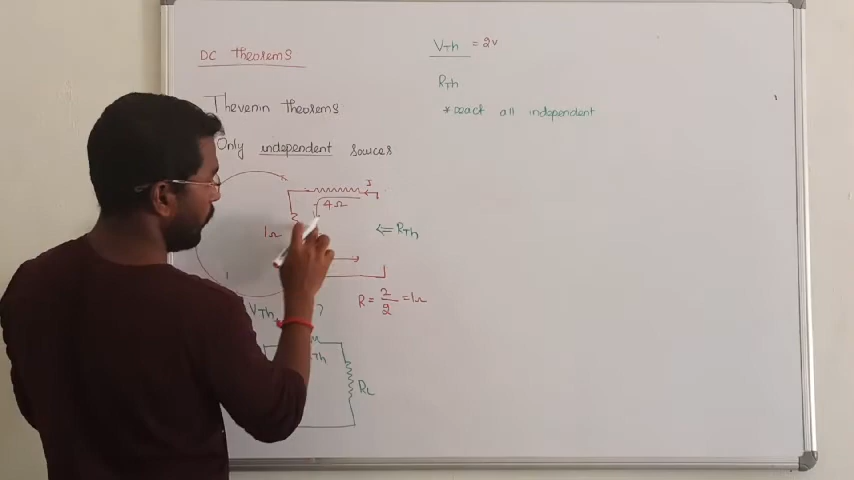 DC Theorems
Thevenin theorems
Only independent sources
4Ω
1Ω
⇐ RTh
R = 2/2 = 1Ω
VTh
?
Th
RL
VTh = 2V
RTh
all independent